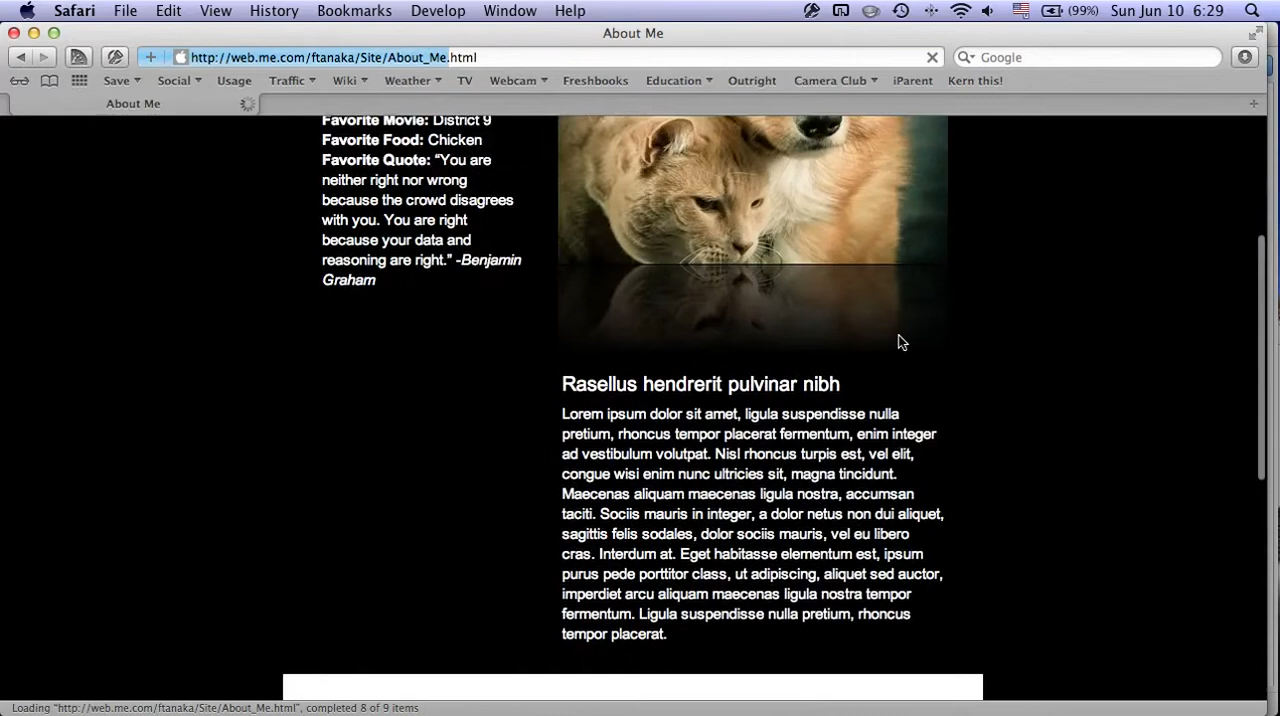 Safari File Edit View History Bookmarks Develop Window Help (99%) Sun Jun 10 6:29
About Me
http://web.me.com/ftanaka/Site/About_Me.html Google
Save Social Usage Traffic Wiki Weather TV Webcam Freshbooks Education Outright Camera Club iParent Kern this!
About Me
Favorite Movie: District 9
Favorite Food: Chicken
Favorite Quote: “You are
neither right nor wrong
because the crowd disagrees
with you. You are right
because your data and
reasoning are right.” -Benjamin
Graham
Rasellus hendrerit pulvinar nibh
Lorem ipsum dolor sit amet, ligula suspendisse nulla
pretium, rhoncus tempor placerat fermentum, enim integer
ad vestibulum volutpat. Nisl rhoncus turpis est, vel elit,
congue wisi enim nunc ultricies sit, magna tincidunt.
Maecenas aliquam maecenas ligula nostra, accumsan
taciti. Sociis mauris in integer, a dolor netus non dui aliquet,
sagittis felis sodales, dolor sociis mauris, vel eu libero
cras. Interdum at. Eget habitasse elementum est, ipsum
purus pede porttitor class, ut adipiscing, aliquet sed auctor,
imperdiet arcu aliquam maecenas ligula nostra tempor
fermentum. Ligula suspendisse nulla pretium, rhoncus
tempor placerat.
Loading “http://web.me.com/ftanaka/Site/About_Me.html”, completed 8 of 9 items